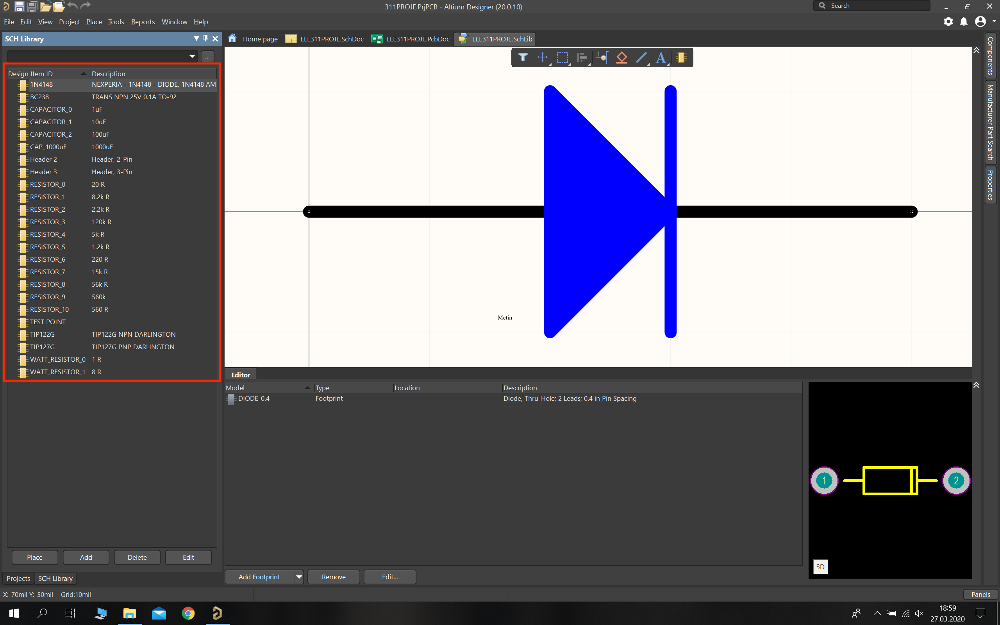 311PROJE.PrjPCB - Altium Designer (20.0.10)
Search
File Edit View Project Place Tools Reports Window Help
SCH Library
Home page ELE311PROJE.SchDoc ELE311PROJE.PcbDoc ELE311PROJE.SchLib
...
Design Item ID Description
1N4148 NEXPERIA - 1N4148 - DIODE, 1N4148 AM
BC238 TRANS NPN 25V 0.1A TO-92
CAPACITOR_0 1uF
CAPACITOR_1 10uF
CAPACITOR_2 100uF
CAP_1000uF 1000uF
Header 2 Header, 2-Pin
Header 3 Header, 3-Pin
RESISTOR_0 20 R
RESISTOR_1 8.2k R
RESISTOR_2 2.2k R
RESISTOR_3 120k R
RESISTOR_4 5k R
RESISTOR_5 1.2k R
RESISTOR_6 220 R
RESISTOR_7 15k R
RESISTOR_8 56k R
RESISTOR_9 560k
RESISTOR_10 560 R
TEST POINT
TIP122G TIP122G NPN DARLINGTON
TIP127G TIP127G PNP DARLINGTON
WATT_RESISTOR_0 1 R
WATT_RESISTOR_1 8 R
Place Add Delete Edit
Projects SCH Library
Metin
Components
Manufacturer Part Search
Properties
Editor
Model Type Location Description
DIODE-0.4 Footprint Diode, Thru-Hole; 2 Leads; 0.4 in Pin Spacing
1 2
3D
Add Footprint Remove Edit...
X:-70mil Y:-50mil Grid:10mil
Panels
18:59
27.03.2020